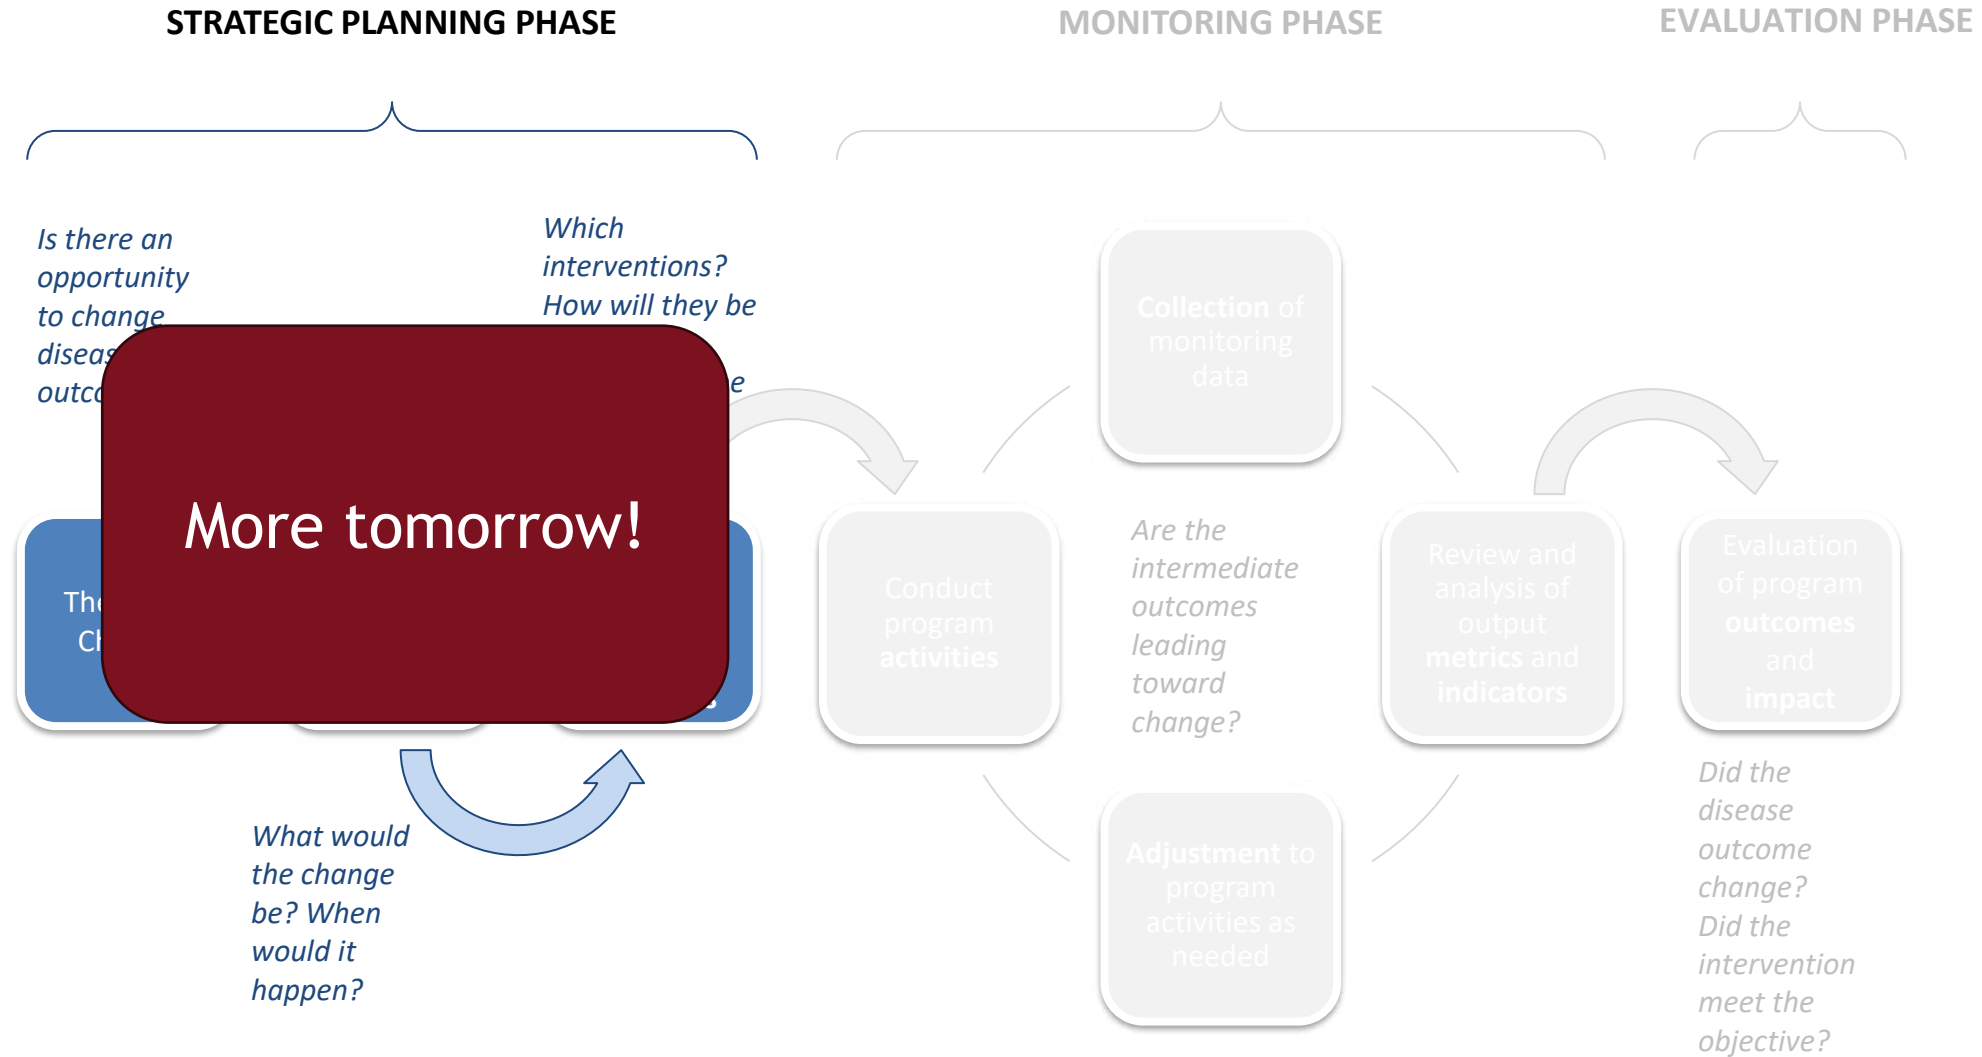 STRATEGIC PLANNING PHASE
MONITORING PHASE
EVALUATION PHASE
Is there an
opportunity
to change
Which
interventions?
How will they be
More tomorrow!
What would
the change
be? When
would it
happen?
Conduct
program
activities
Collection of
monitoring
data
Are the
intermediate
outcomes
leading
toward
change?
Adjustment to
program
activities as
needed
Review and
analysis of
output
metrics and
indicators
Evaluation
of program
outcomes
and
impact
Did the
disease
outcome
change?
Did the
intervention
meet the
objective?